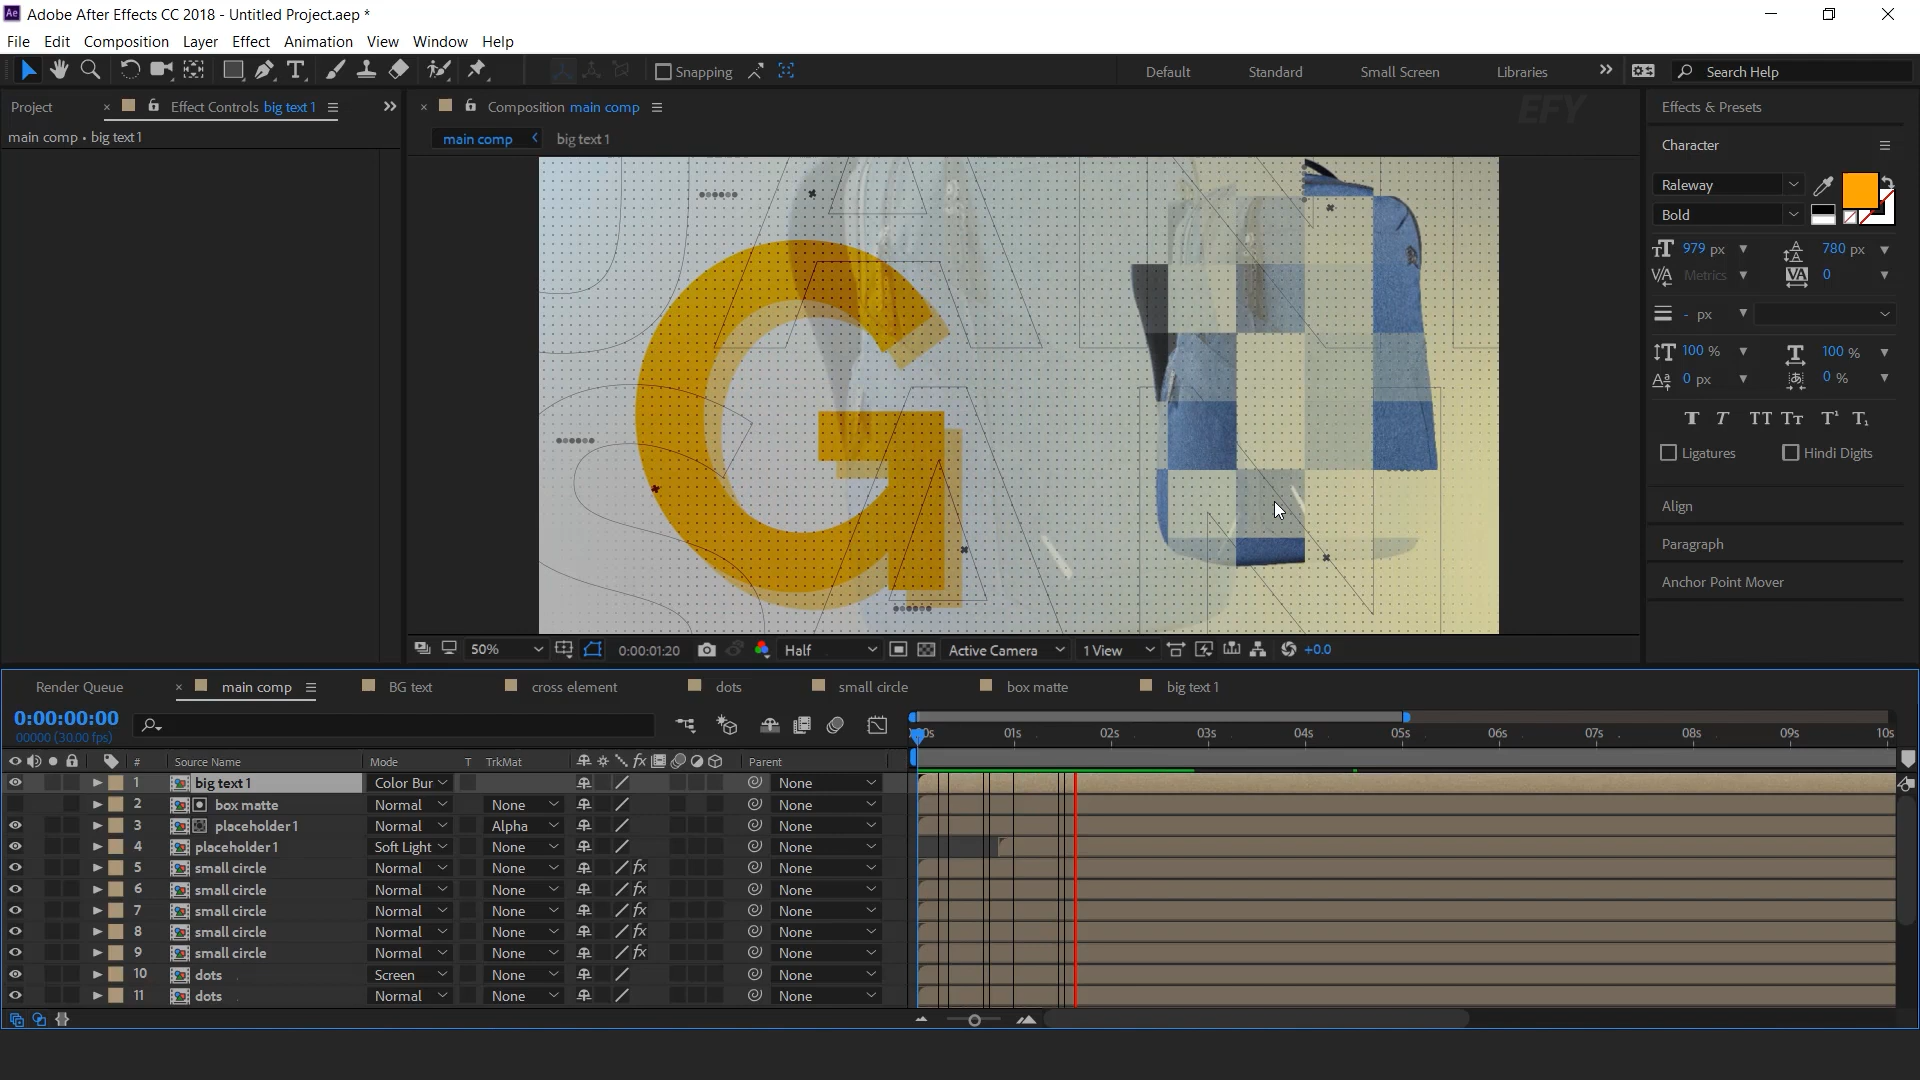 Adobe After Effects CC 2018 - Untitled Project.aep *
File Edit Composition Layer Effect Animation View Window Help
Snapping
Default Standard Small Screen Libraries Search Help
Project Effect Controls big text 1
Composition main comp
EFY
Effects & Presets
main comp • big text 1
main comp big text 1
G
Character
Raleway
Bold
979 px 780 px
Metrics 0
- px
100 % 100 %
0 px 0 %
T T TT Tт T¹ T₁
Ligatures Hindi Digits
Align
Paragraph
Anchor Point Mover
50% 0:00:01:20 Half Active Camera 1 View +0.0
Render Queue main comp BG text cross element dots small circle box matte big text 1
0:00:00:00
00000 (30.00 fps)
01s 02s 03s 04s 05s 06s 07s 08s 09s 10s
# Source Name Mode T TrkMat Parent
1 big text 1 Color Bur None
2 box matte Normal None None
3 placeholder1 Normal Alpha None
4 placeholder1 Soft Light None None
5 small circle Normal None None
6 small circle Normal None None
7 small circle Normal None None
8 small circle Normal None None
9 small circle Normal None None
10 dots Screen None None
11 dots Normal None None